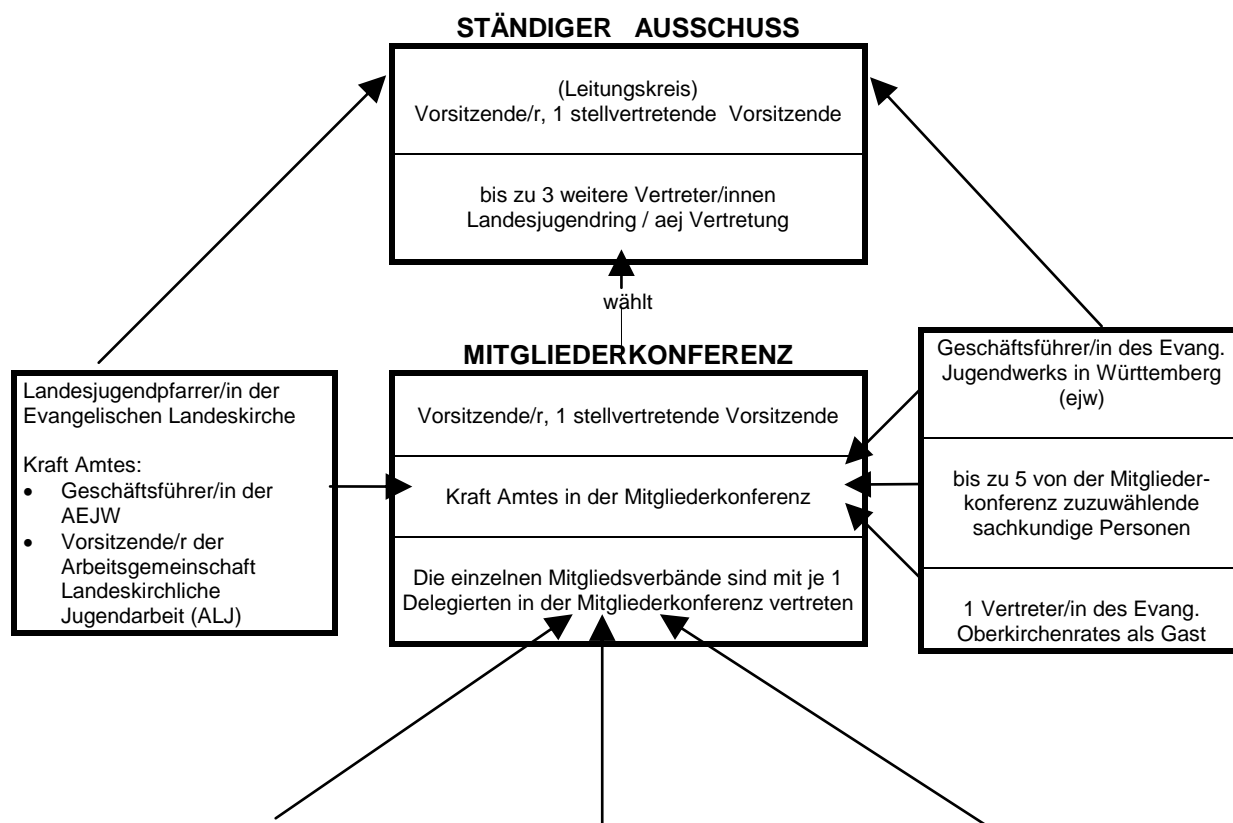 STÄNDIGER AUSSCHUSS
(Leitungskreis)
Vorsitzende/r, 1 stellvertretende Vorsitzende
bis zu 3 weitere Vertreter/innen
Landesjugendring / aej Vertretung
wählt
MITGLIEDERKONFERENZ
Landesjugendpfarrer/in der
Evangelischen Landeskirche
Kraft Amtes:
• Geschäftsführer/in der
AEJW
• Vorsitzende/r der
Arbeitsgemeinschaft
Landeskirchliche
Jugendarbeit (ALJ)
Vorsitzende/r, 1 stellvertretende Vorsitzende
Kraft Amtes in der Mitgliederkonferenz
Die einzelnen Mitgliedsverbände sind mit je 1
Delegierten in der Mitgliederkonferenz vertreten
Geschäftsführer/in des Evang.
Jugendwerks in Württemberg
(ejw)
bis zu 5 von der Mitglieder-
konferenz zuzuwählende
sachkundige Personen
1 Vertreter/in des Evang.
Oberkirchenrates als Gast